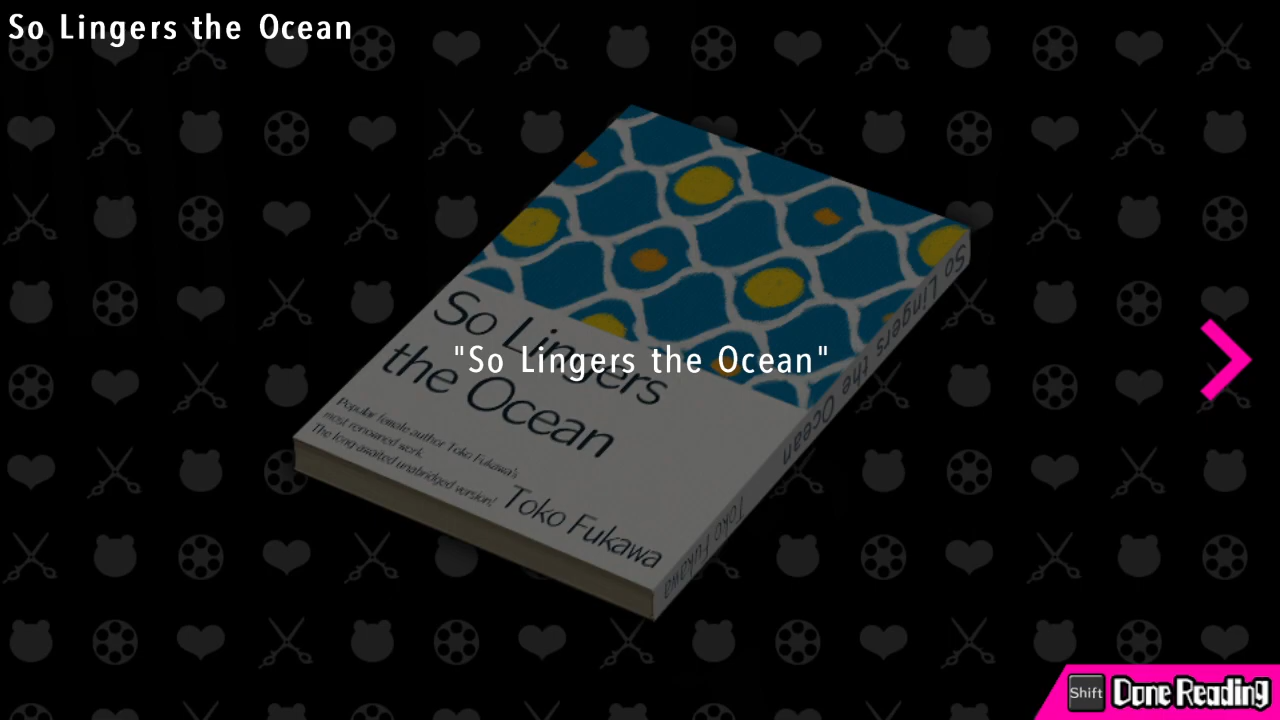 So Lingers the Ocean
"So Lingers the Ocean"
So Lingers
the Ocean
Popular female author Toko Fukawa's
most renowned work.
The long-awaited unabridged version!
Toko Fukawa
So Lingers the Ocean
Toko Fukawa
Shift Done Reading